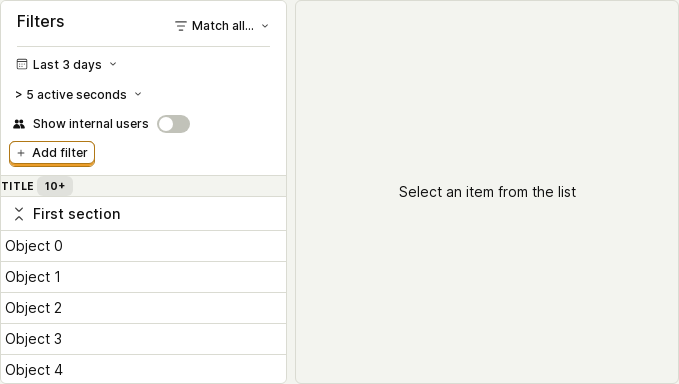 Filters
Match all...
Last 3 days
> 5 active seconds
Show internal users
+ Add filter
TITLE 10+
First section
Object 0
Object 1
Object 2
Object 3
Object 4
Select an item from the list